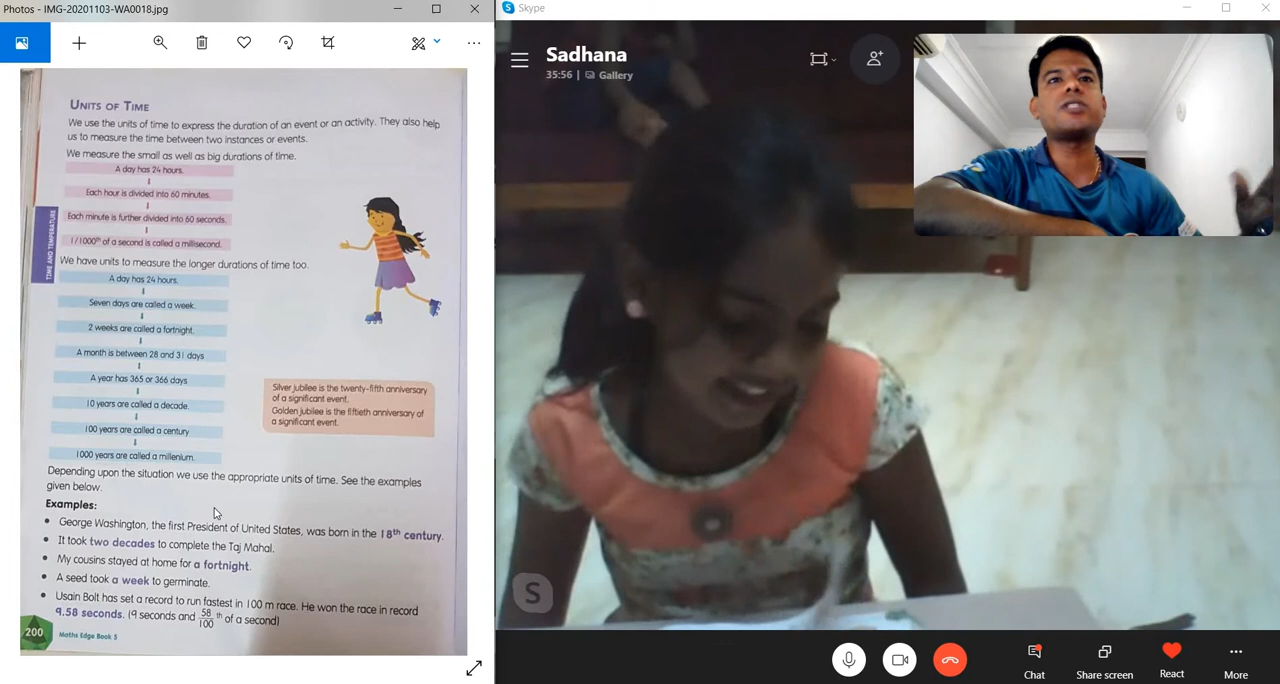 Photos - IMG-20201103-WA0018.jpg
UNITS OF TIME
We use the units of time to express the duration of an event or an activity. They also help
us to measure the time between two instances or events.
We measure the small as well as big durations of time.
A day has 24 hours.
Each hour is divided into 60 minutes.
Each minute is further divided into 60 seconds.
1/1000th of a second is called a millisecond.
We have units to measure the longer durations of time too.
A day has 24 hours.
Seven days are called a week.
2 weeks are called a fortnight.
A month is between 28 and 31 days
A year has 365 or 366 days
10 years are called a decade.
100 years are called a century
1000 years are called a millenium.
TIME AND TEMPERATURE
Silver jubilee is the twenty-fifth anniversary
of a significant event.
Golden jubilee is the fiftieth anniversary of
a significant event.
Depending upon the situation we use the appropriate units of time. See the examples
given below.
Examples:
• George Washington, the first President of United States, was born in the 18th century.
• It took two decades to complete the Taj Mahal.
• My cousins stayed at home for a fortnight.
• A seed took a week to germinate.
• Usain Bolt has set a record to run fastest in 100 m race. He won the race in record
9.58 seconds. (9 seconds and 58/100 th of a second)
200
Maths Edge Book 5
Skype
Sadhana
35:56 | Gallery
S
Chat
Share screen
React
More